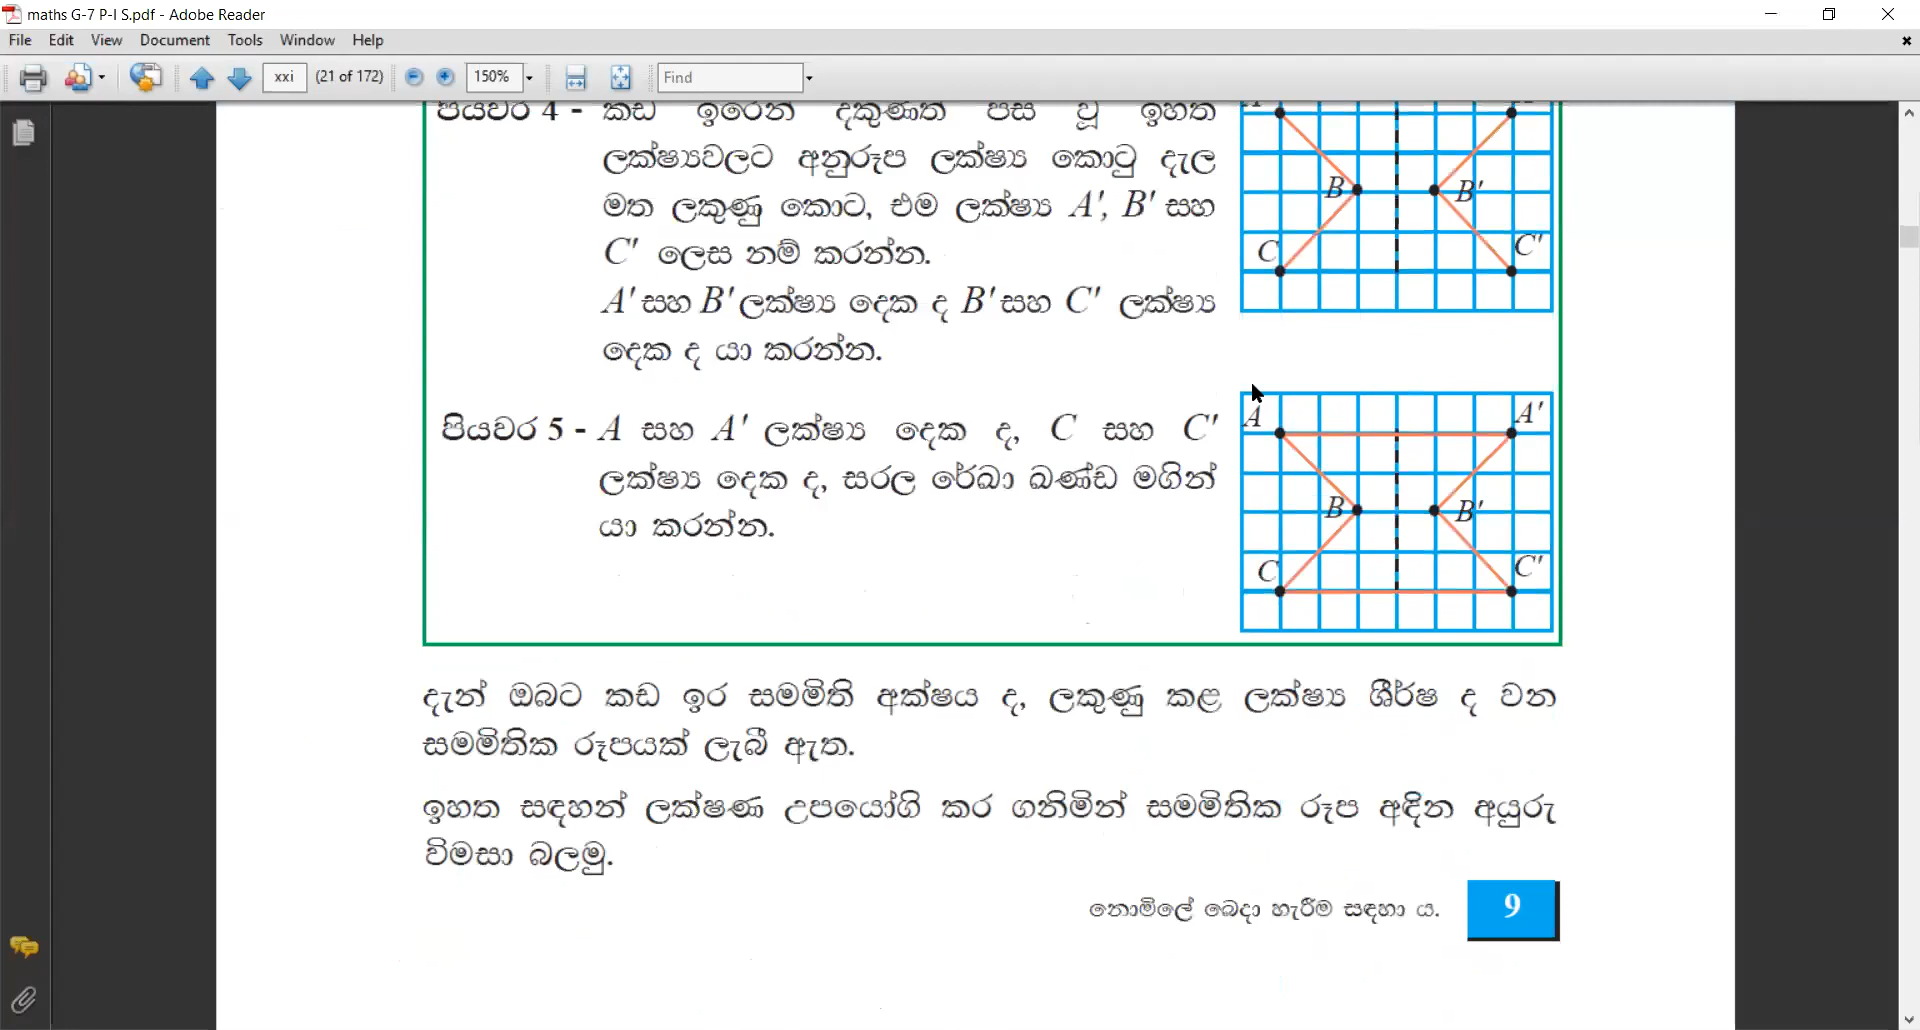 maths G-7 P-I S.pdf - Adobe Reader
File Edit View Document Tools Window Help
xxi (21 of 172) 150% Find
පියවර 4 - කඩ ඉරෙන් දකුණත් පස වූ ඉහත
ලක්ෂ්‍යවලට අනුරූප ලක්ෂ්‍ය කොටු දැල
මත ලකුණු කොට, එම ලක්ෂ්‍ය A', B' සහ
C' ලෙස නම් කරන්න.
A' සහ B' ලක්ෂ්‍ය දෙක ද B' සහ C' ලක්ෂ්‍ය
දෙක ද යා කරන්න.
B B'
C C'
පියවර 5 - A සහ A' ලක්ෂ්‍ය දෙක ද, C සහ C'
ලක්ෂ්‍ය දෙක ද, සරල රේඛා ඛණ්ඩ මගින්
යා කරන්න.
A A'
B B'
C C'
දැන් ඔබට කඩ ඉර සමමිති අක්ෂය ද, ලකුණු කළ ලක්ෂ්‍ය ශීර්ෂ ද වන
සමමිතික රූපයක් ලැබී ඇත.
ඉහත සඳහන් ලක්ෂණ උපයෝගි කර ගනිමින් සමමිතික රූප අඳින අයුරු
විමසා බලමු.
නොමිලේ බෙදා හැරීම සඳහා ය. 9